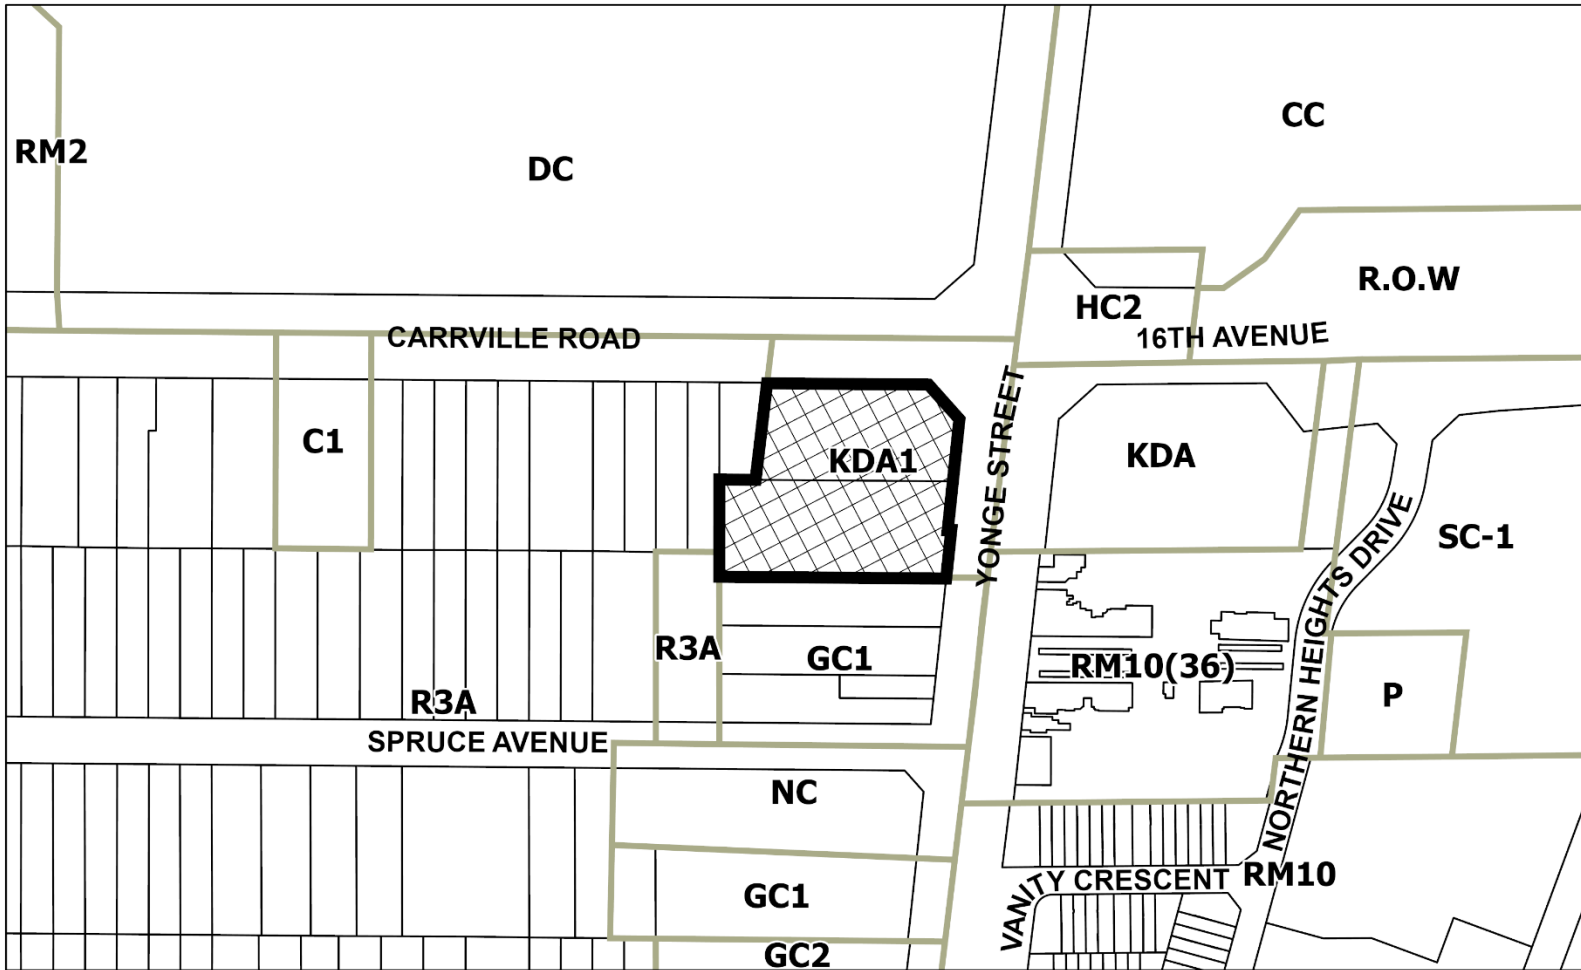 CC
RM2
DC
R.O.W
HC2
16TH AVENUE
CARRVILLE ROAD
C1
KDA1
YONGE STREET
KDA
SC-1
NORTHERN HEIGHTS DRIVE
R3A
GC1
RM10(36)
P
R3A
SPRUCE AVENUE
NC
RM10
VANITY CRESCENT
GC1
GC2